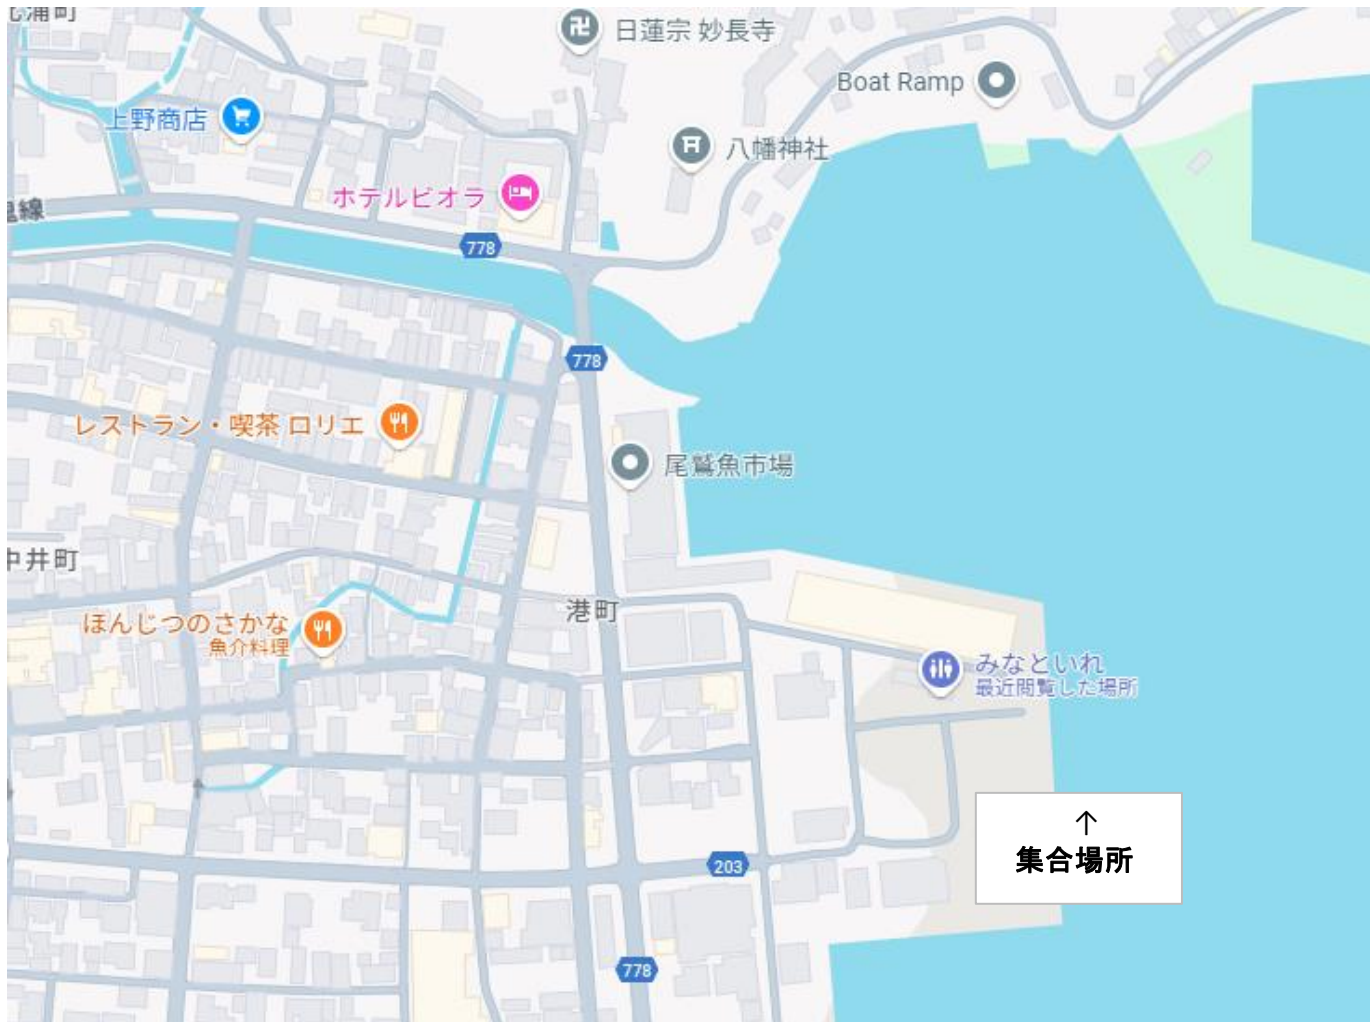 日蓮宗 妙長寺
Boat Ramp
上野商店
八幡神社
ホテルビオラ
778
778
レストラン・喫茶 ロリエ
尾鷲魚市場
中井町
港町
ほんじつのさかな
魚介料理
みなといれ
最近閲覧した場所
↑
集合場所
203
778